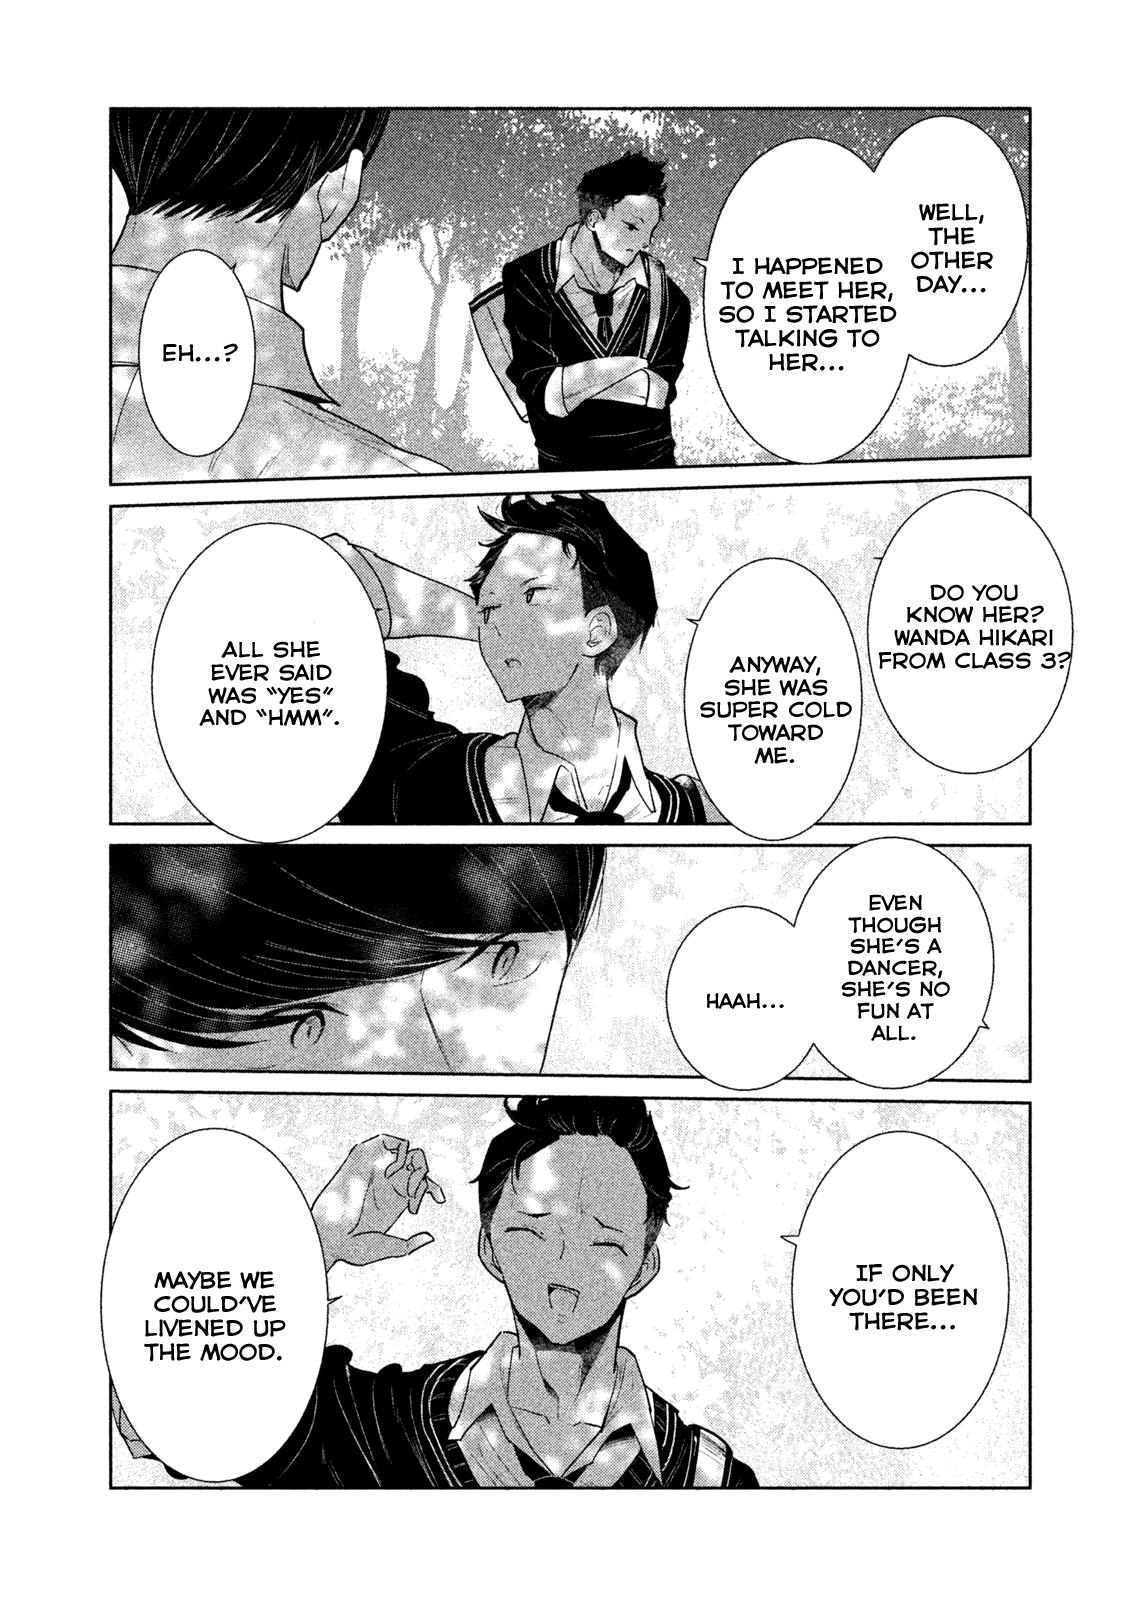 WELL,
THE
OTHER
DAY...
I HAPPENED
TO MEET HER,
SO I STARTED
TALKING TO
HER...
EH...?
DO YOU
KNOW HER?
WANDA HIKARI
FROM CLASS 3?
ANYWAY,
SHE WAS
SUPER COLD
TOWARD
ME.
ALL SHE
EVER SAID
WAS "YES"
AND "HMM".
EVEN
THOUGH
SHE'S A
DANCER,
SHE'S NO
FUN AT
ALL.
HAAH...
IF ONLY
YOU'D BEEN
THERE...
MAYBE WE
COULD'VE
LIVENED UP
THE MOOD.